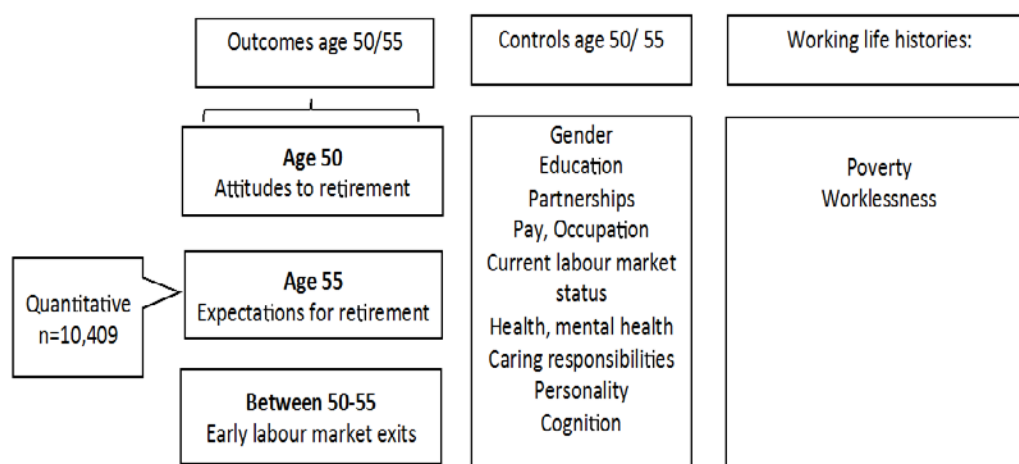 Outcomes age 50/55
Controls age 50/ 55
Working life histories:
Age 50
Attitudes to retirement
Quantitative
n=10,409
Age 55
Expectations for retirement
Between 50-55
Early labour market exits
Gender
Education
Partnerships
Pay, Occupation
Current labour market
status
Health, mental health
Caring responsibilities
Personality
Cognition
Poverty
Worklessness